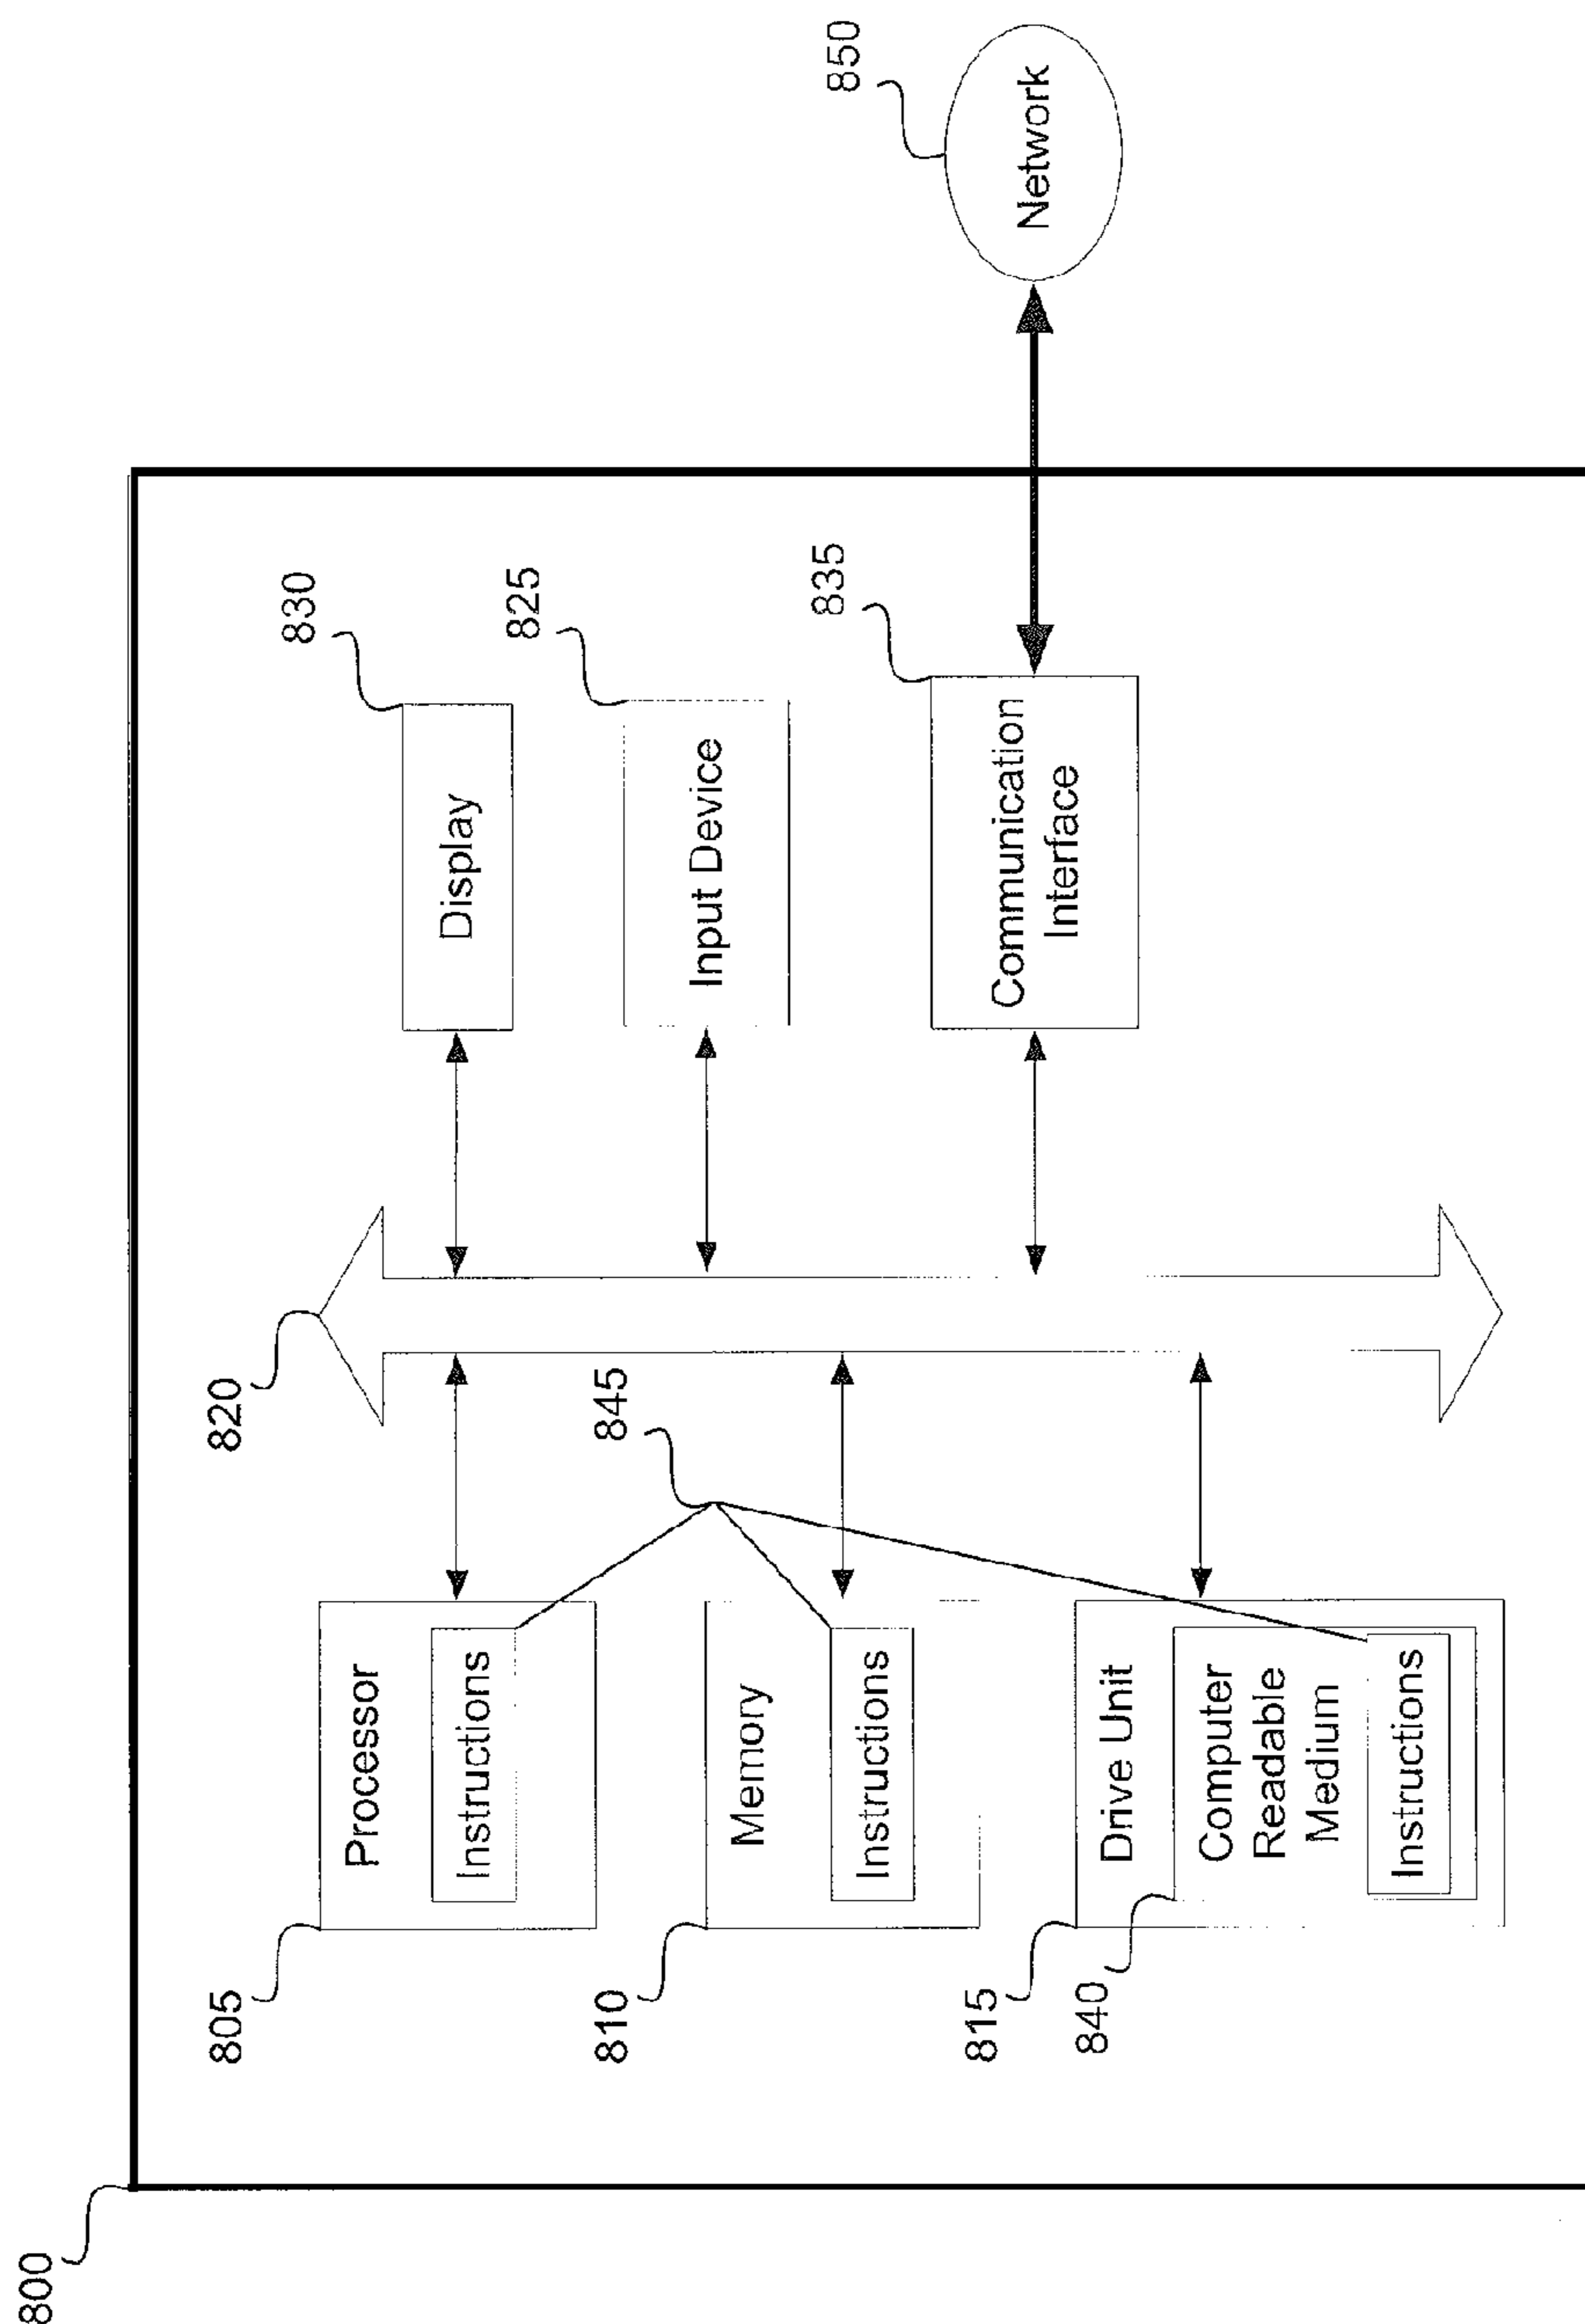 800
805
Processor
Instructions
810
Memory
Instructions
815
Drive Unit
840
Computer
Readable
Medium
Instructions
845
820
830
Display
825
Input Device
835
Communication
Interface
850
Network